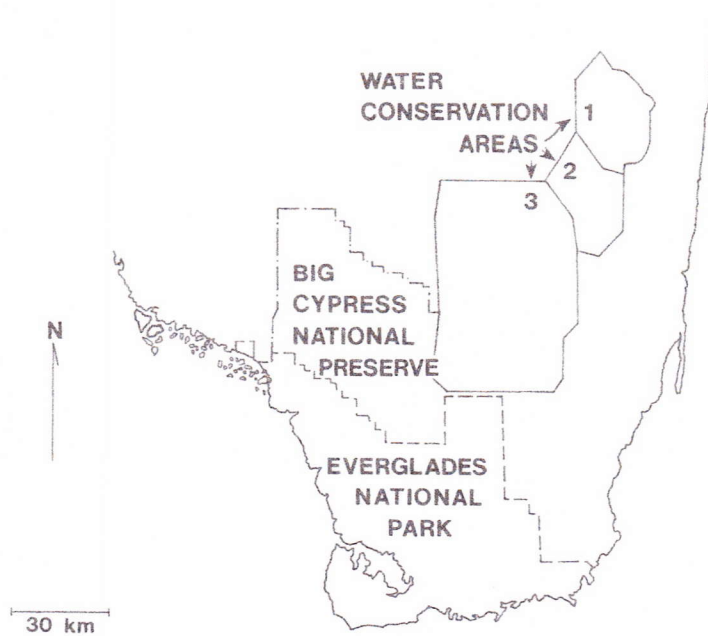 WATER
CONSERVATION
AREAS
1
2
3
BIG
CYPRESS
NATIONAL
PRESERVE
N
EVERGLADES
NATIONAL
PARK
30 km